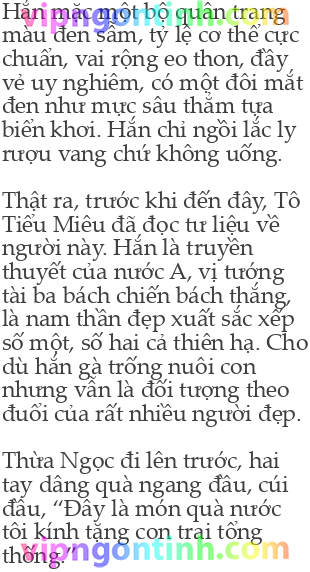 Hắn mặc một bộ quân trang
màu đen sẫm, tỷ lệ cơ thể cực
chuẩn, vai rộng eo thon, đầy
vẻ uy nghiêm, có một đôi mắt
đen như mực sâu thẳm tựa
biển khơi. Hắn chỉ ngồi lắc ly
rượu vang chứ không uống.
Thật ra, trước khi đến đây, Tô
Tiểu Miêu đã đọc tư liệu về
người này. Hắn là truyền
thuyết của nước A, vị tướng
tài ba bách chiến bách thắng,
là nam thần đẹp xuất sắc xếp
số một, số hai cả thiên hạ. Cho
dù hắn gà trống nuôi con
nhưng vẫn là đối tượng theo
đuổi của rất nhiều người đẹp.
Thừa Ngọc đi lên trước, hai
tay dâng quà ngang đầu, cúi
đầu, “Đây là món quà nước
tôi kính tặng con trai tổng
thống.”
vipngontinh.com
vipngontinh.com